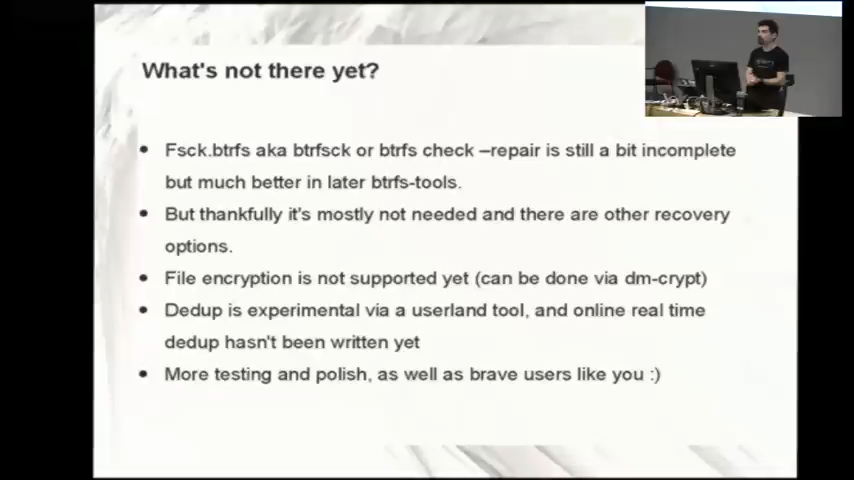 What's not there yet?
Fsck.btrfs aka btrfsck or btrfs check –repair is still a bit incomplete
but much better in later btrfs-tools.
But thankfully it's mostly not needed and there are other recovery
options.
File encryption is not supported yet (can be done via dm-crypt)
Dedup is experimental via a userland tool, and online real time
dedup hasn't been written yet
More testing and polish, as well as brave users like you :)